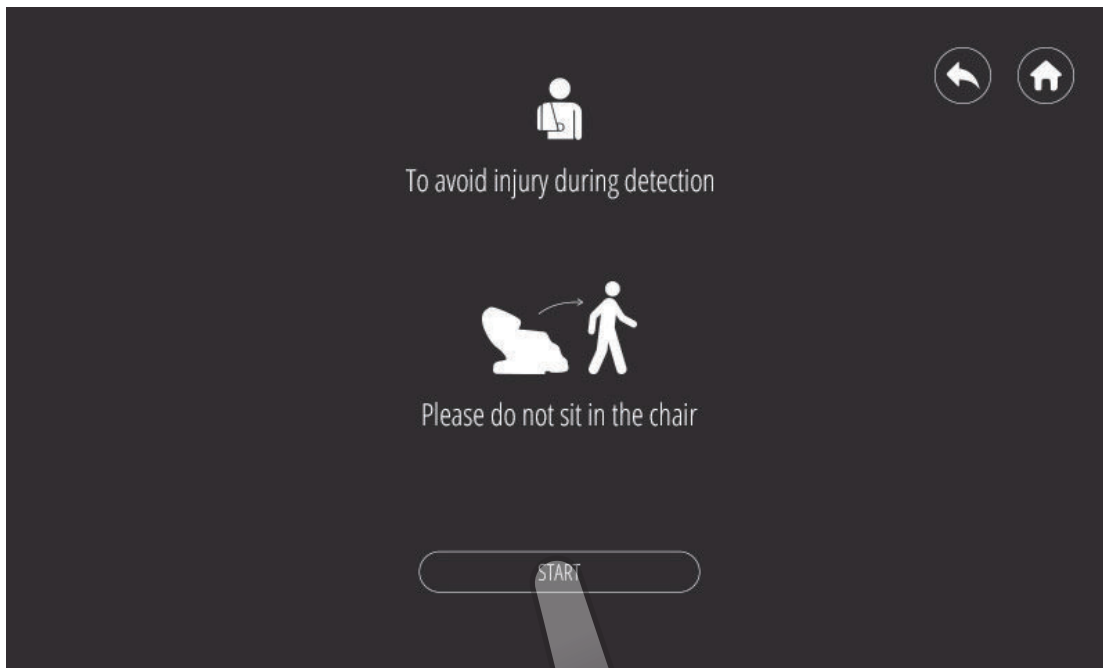 To avoid injury during detection
Please do not sit in the chair
START